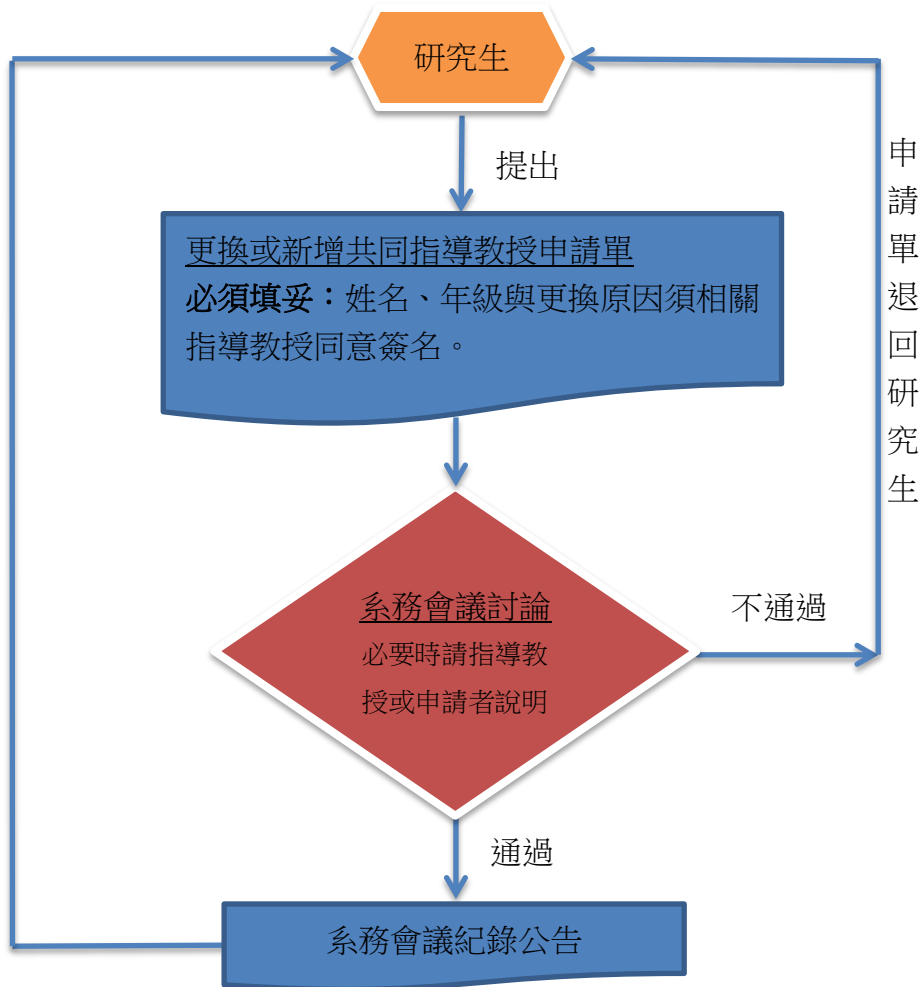 研究生
提出
更換或新增共同指導教授申請單
必須填妥：姓名、年級與更換原因須相關
指導教授同意簽名。
系務會議討論
必要時請指導教
授或申請者說明
不通過
申請單退回研究生
通過
系務會議紀錄公告